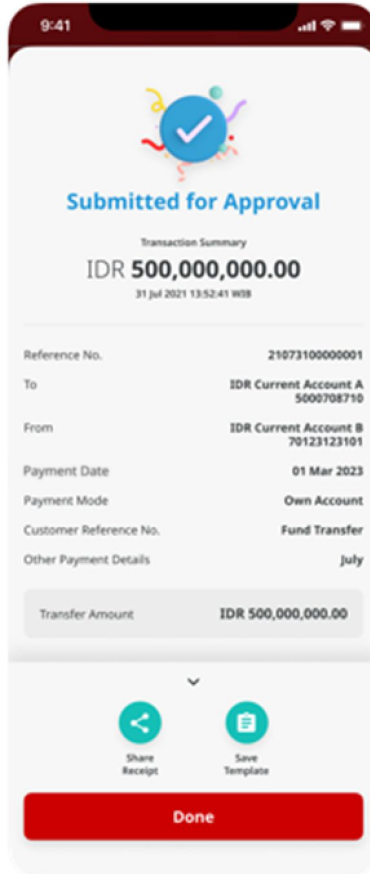 9:41
Submitted for Approval
Transaction Summary
IDR 500,000,000.00
31 Jul 2021 13:52:41 WIB
Reference No. 21073100000001
To IDR Current Account A
5000708710
From IDR Current Account B
70123123101
Payment Date 01 Mar 2023
Payment Mode Own Account
Customer Reference No. Fund Transfer
Other Payment Details July
Transfer Amount IDR 500,000,000.00
Share Save
Receipt Template
Done